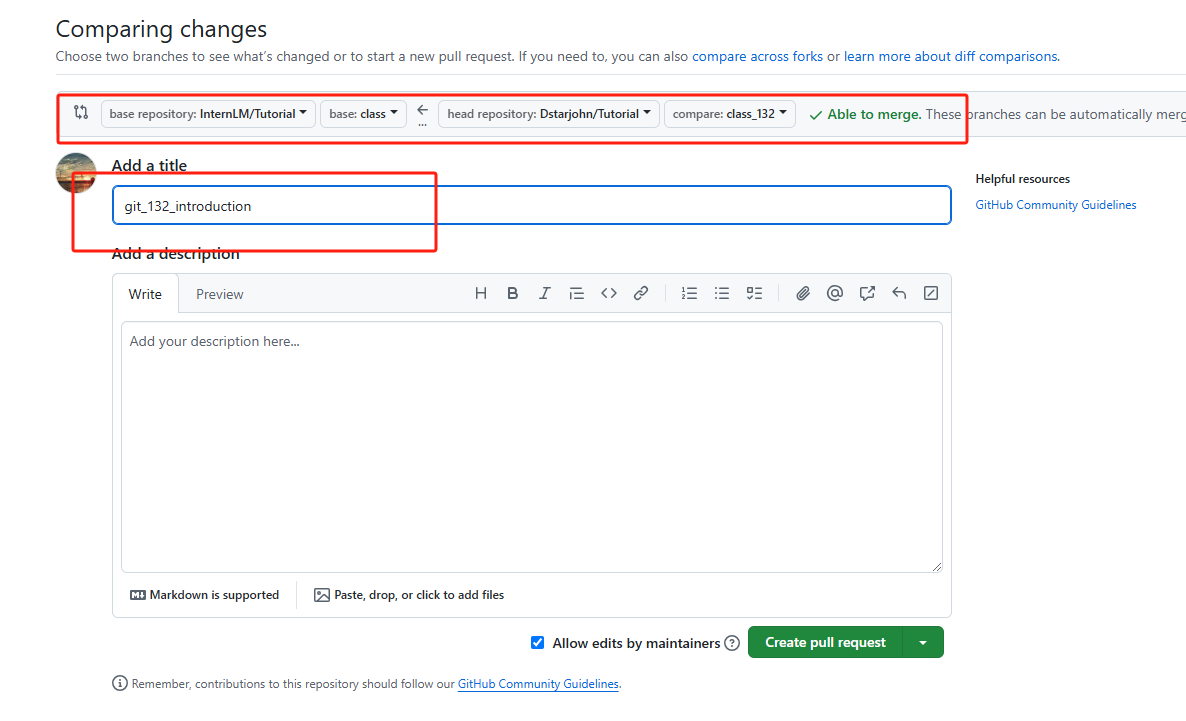 Comparing changes
Choose two branches to see what's changed or to start a new pull request. If you need to, you can also compare across forks or learn more about diff comparisons.
base repository: InternLM/Tutorial base: class ← ... head repository: Dstarjohn/Tutorial compare: class_132 ✓ Able to merge. These branches can be automatically merg
Add a title
Helpful resources
git_132_introduction
GitHub Community Guidelines
Add a description
Write Preview
Add your description here...
Markdown is supported Paste, drop, or click to add files
Allow edits by maintainers Create pull request
Remember, contributions to this repository should follow our GitHub Community Guidelines.